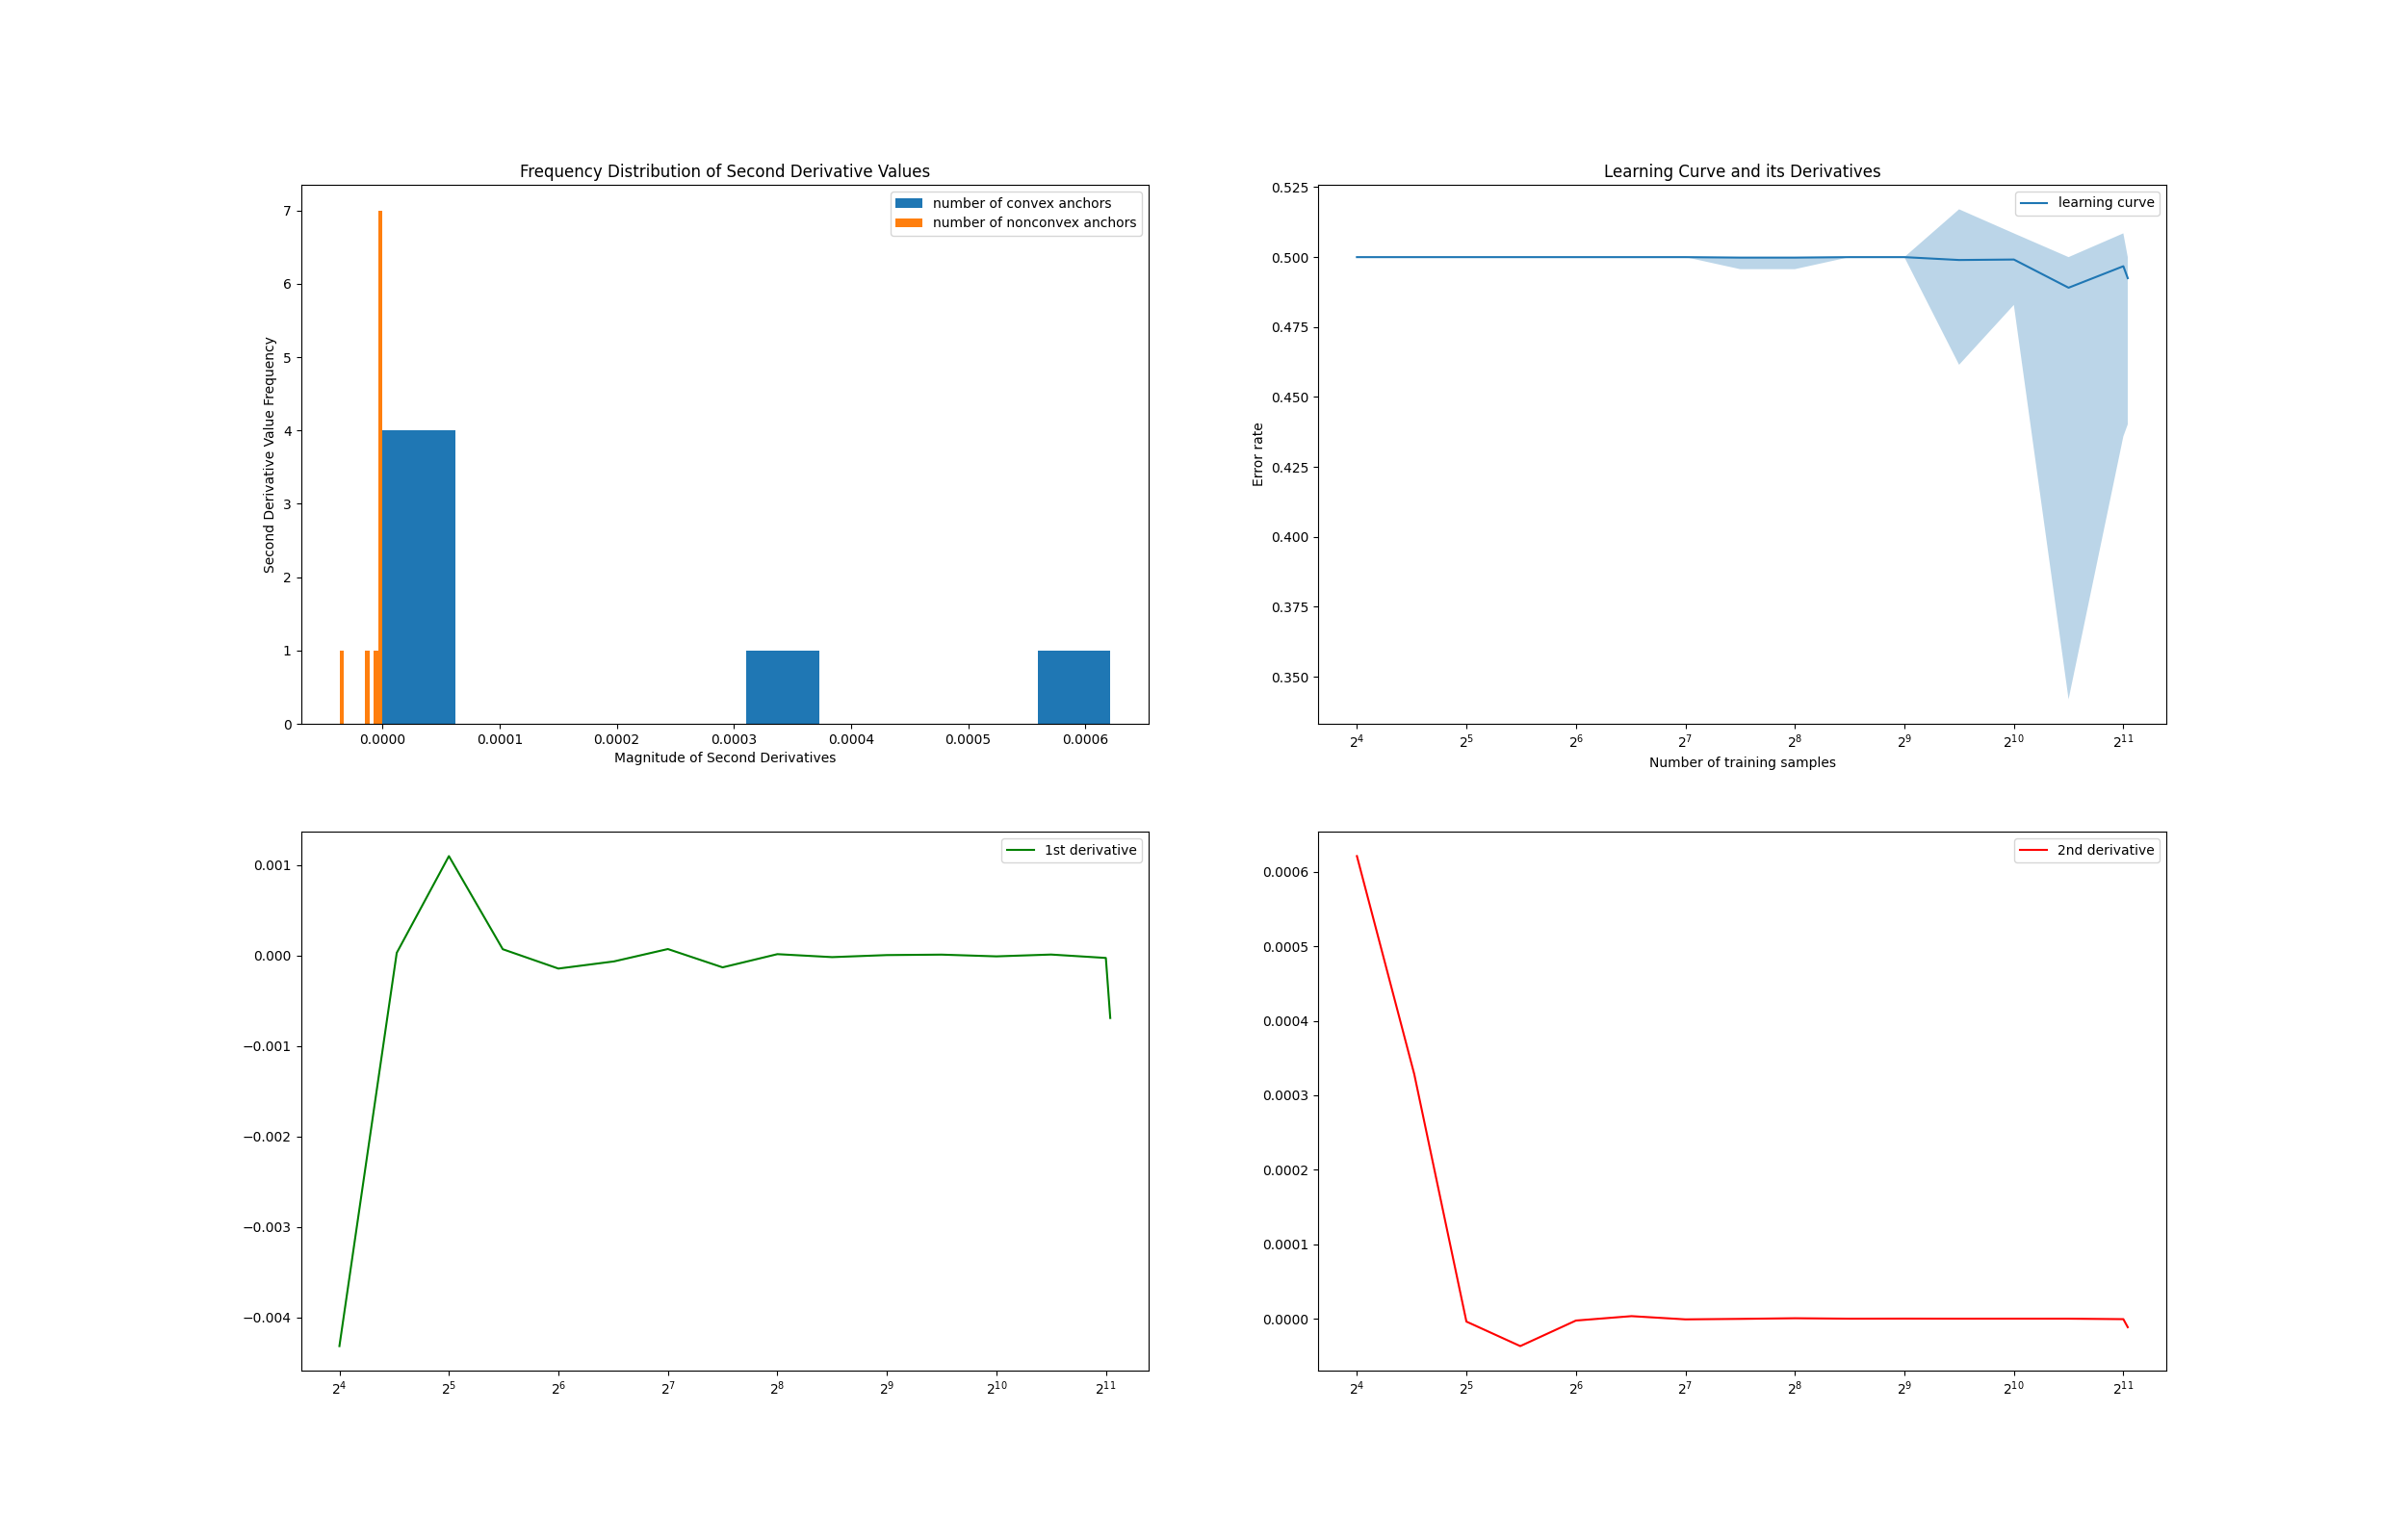 Frequency Distribution of Second Derivative Values
number of convex anchors
number of nonconvex anchors
Second Derivative Value Frequency
7
6
5
4
3
2
1
0
0.0000 0.0001 0.0002 0.0003 0.0004 0.0005 0.0006
Magnitude of Second Derivatives
Learning Curve and its Derivatives
learning curve
Error rate
0.525
0.500
0.475
0.450
0.425
0.400
0.375
0.350
2^4 2^5 2^6 2^7 2^8 2^9 2^10 2^11
Number of training samples
1st derivative
0.001
0.000
−0.001
−0.002
−0.003
−0.004
2^4 2^5 2^6 2^7 2^8 2^9 2^10 2^11
2nd derivative
0.0006
0.0005
0.0004
0.0003
0.0002
0.0001
0.0000
2^4 2^5 2^6 2^7 2^8 2^9 2^10 2^11